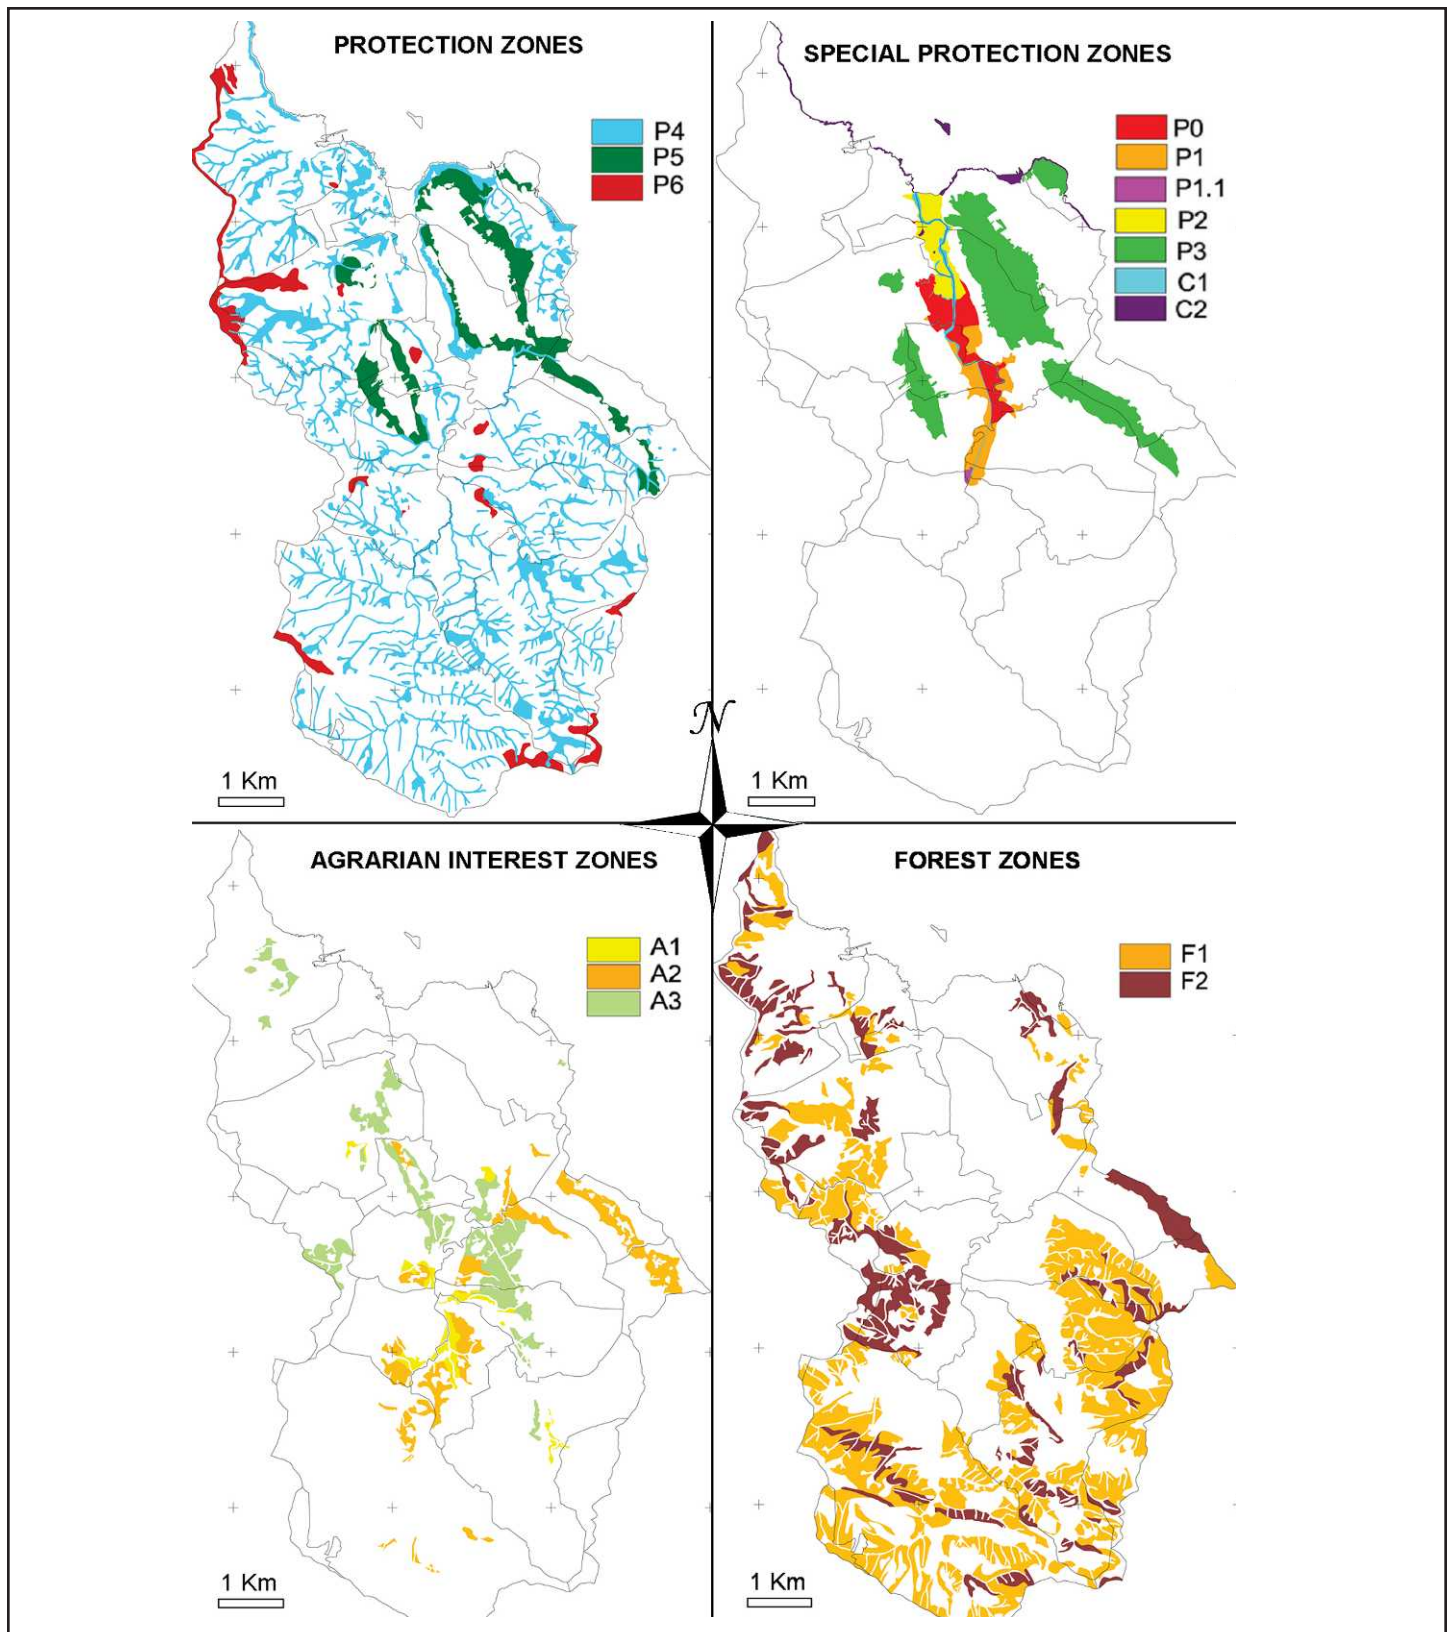 PROTECTION ZONES
P4
P5
P6
1 Km
SPECIAL PROTECTION ZONES
P0
P1
P1.1
P2
P3
C1
C2
1 Km
N
AGRARIAN INTEREST ZONES
A1
A2
A3
1 Km
FOREST ZONES
F1
F2
1 Km